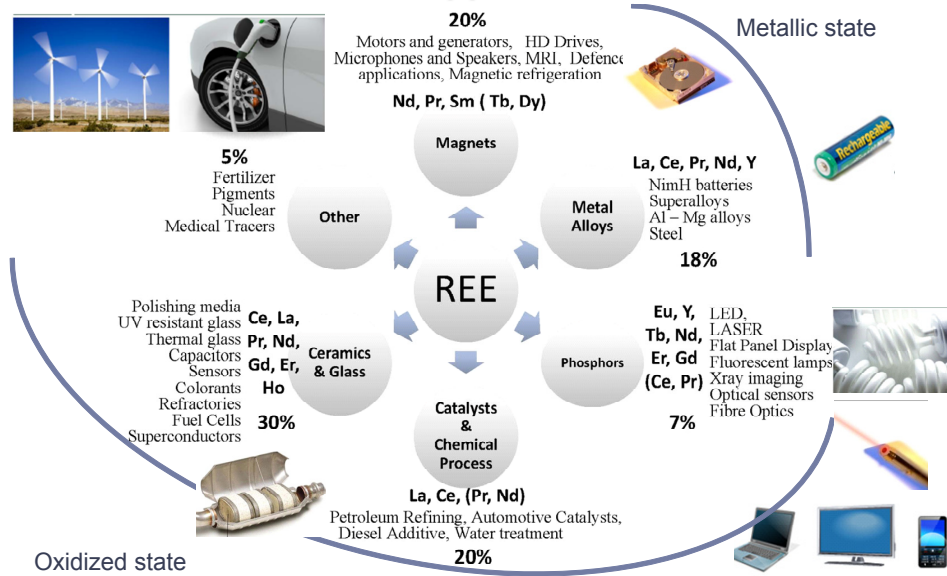 20%
Motors and generators, HD Drives,
Microphones and Speakers, MRI, Defence
applications, Magnetic refrigeration
Nd, Pr, Sm ( Tb, Dy)
Magnets
Metallic state
Rechargeable
5%
Fertilizer
Pigments
Nuclear
Medical Tracers
Other
Metal
Alloys
La, Ce, Pr, Nd, Y
NimH batteries
Superalloys
Al – Mg alloys
Steel
18%
REE
Polishing media
UV resistant glass
Thermal glass
Capacitors
Sensors
Colorants
Refractories
Fuel Cells
Superconductors
Ce, La,
Pr, Nd,
Gd, Er,
Ho
30%
Ceramics
& Glass
Phosphors
Eu, Y,
Tb, Nd,
Er, Gd
(Ce, Pr)
7%
LED,
LASER
Flat Panel Display
Fluorescent lamps
Xray imaging
Optical sensors
Fibre Optics
Catalysts
&
Chemical
Process
La, Ce, (Pr, Nd)
Petroleum Refining, Automotive Catalysts,
Diesel Additive, Water treatment
20%
Oxidized state